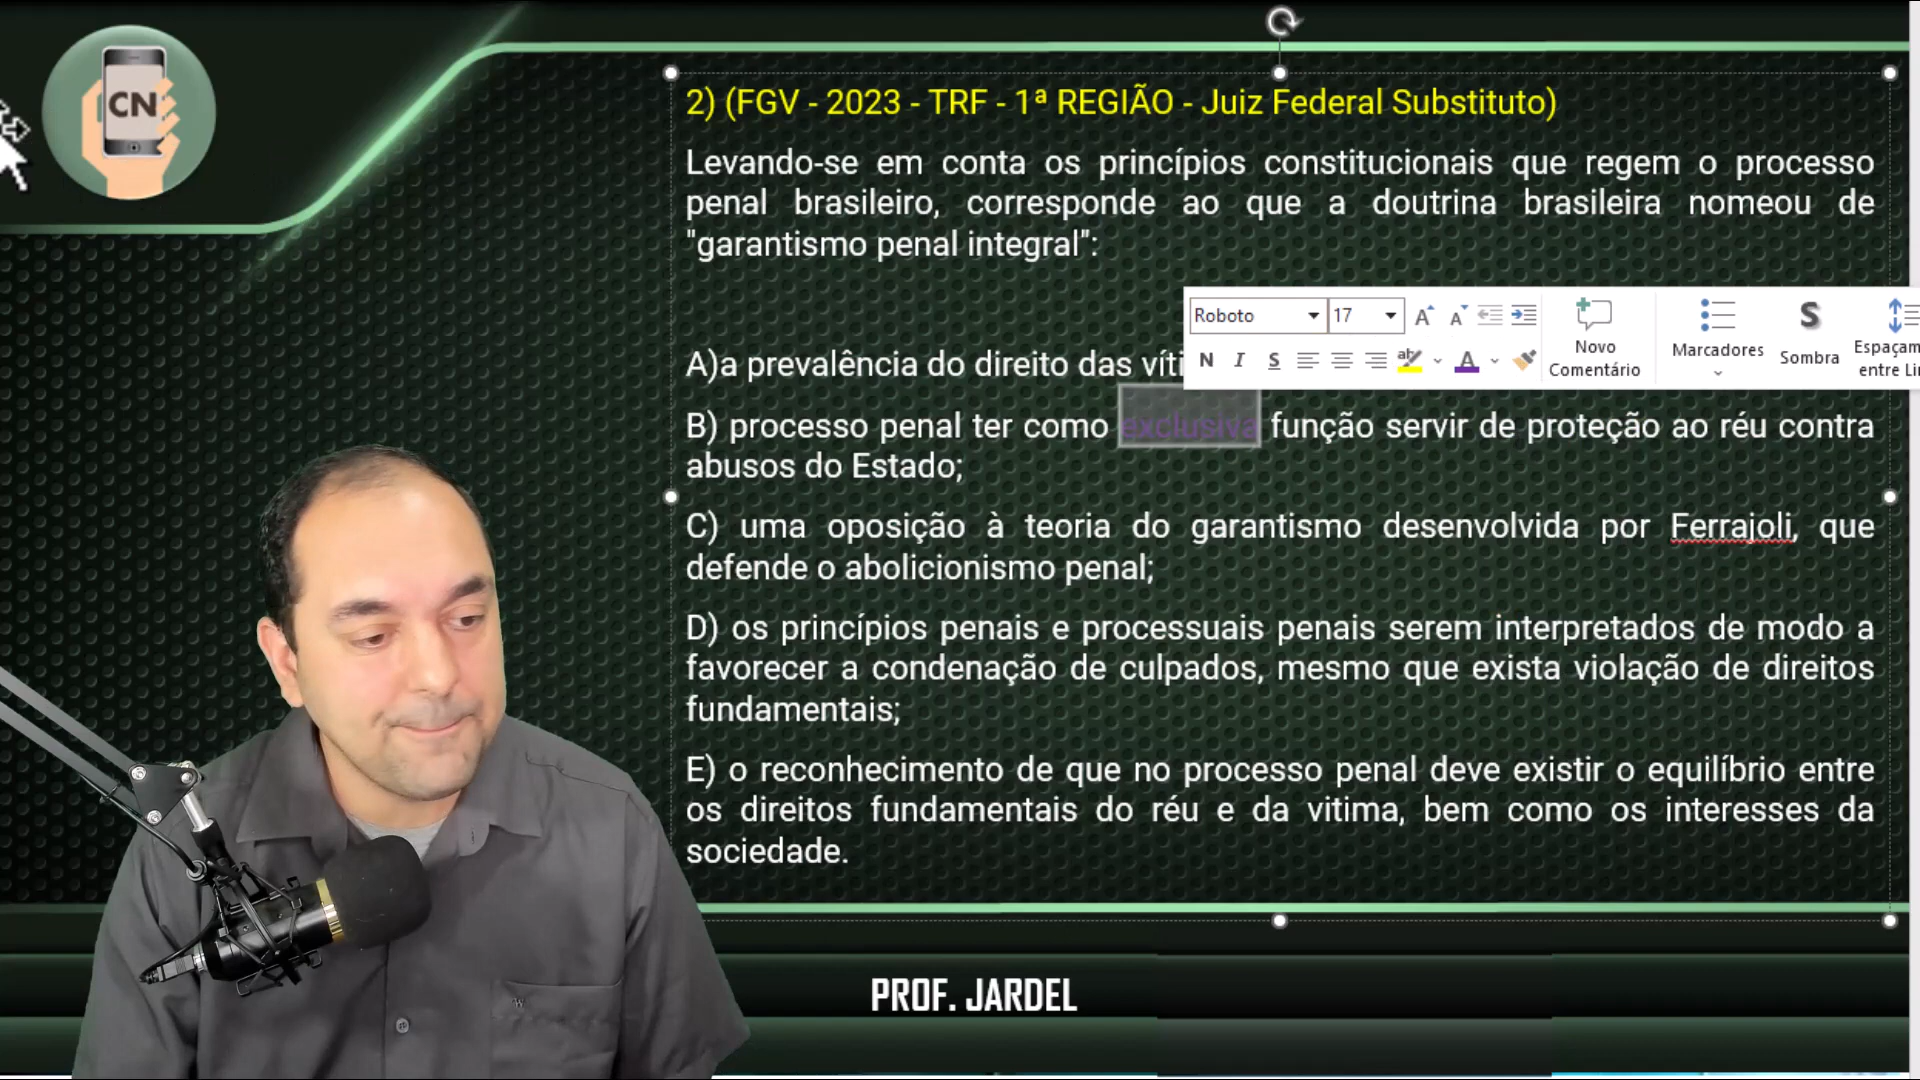 CN
2) (FGV - 2023 - TRF - 1ª REGIÃO - Juiz Federal Substituto)
Levando-se em conta os princípios constitucionais que regem o processo
penal brasileiro, corresponde ao que a doutrina brasileira nomeou de
"garantismo penal integral":
Roboto
17
N I S
Novo
Comentário
Marcadores
S
Sombra
entre
A)a prevalência do direito das
B) processo penal ter como exclusiva função servir de proteção ao réu contra
abusos do Estado;
C) uma oposição à teoria do garantismo desenvolvida por Ferrajoli, que
defende o abolicionismo penal;
D) os princípios penais e processuais penais serem interpretados de modo a
favorecer a condenação de culpados, mesmo que exista violação de direitos
fundamentais;
E) o reconhecimento de que no processo penal deve existir o equilíbrio entre
os direitos fundamentais do réu e da vitima, bem como os interesses da
sociedade.
PROF. JARDEL